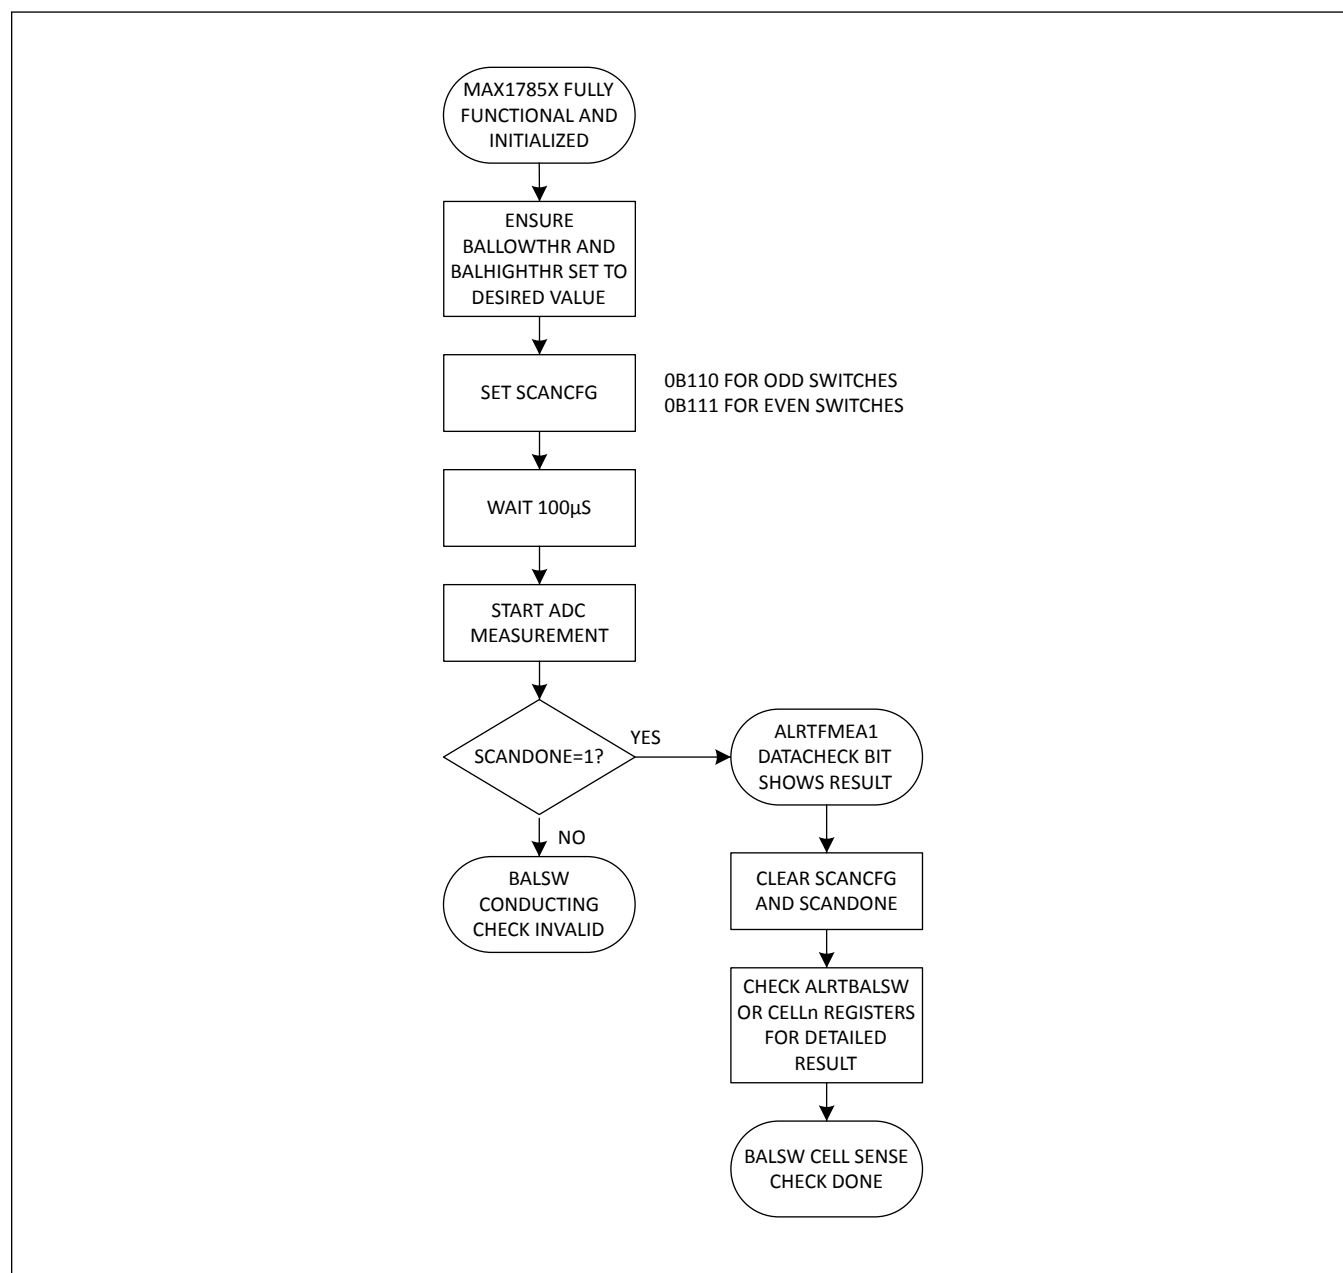 MAX1785X FULLY
FUNCTIONAL AND
INITIALIZED
ENSURE
BALLOWTHR AND
BALHIGHTHR SET TO
DESIRED VALUE
SET SCANCFG
0B110 FOR ODD SWITCHES
0B111 FOR EVEN SWITCHES
WAIT 100µS
START ADC
MEASUREMENT
SCANDONE=1?
YES
NO
BALSW
CONDUCTING
CHECK INVALID
ALRTFMEA1
DATACHECK BIT
SHOWS RESULT
CLEAR SCANCFG
AND SCANDONE
CHECK ALRTBALSW
OR CELLn REGISTERS
FOR DETAILED
RESULT
BALSW CELL SENSE
CHECK DONE